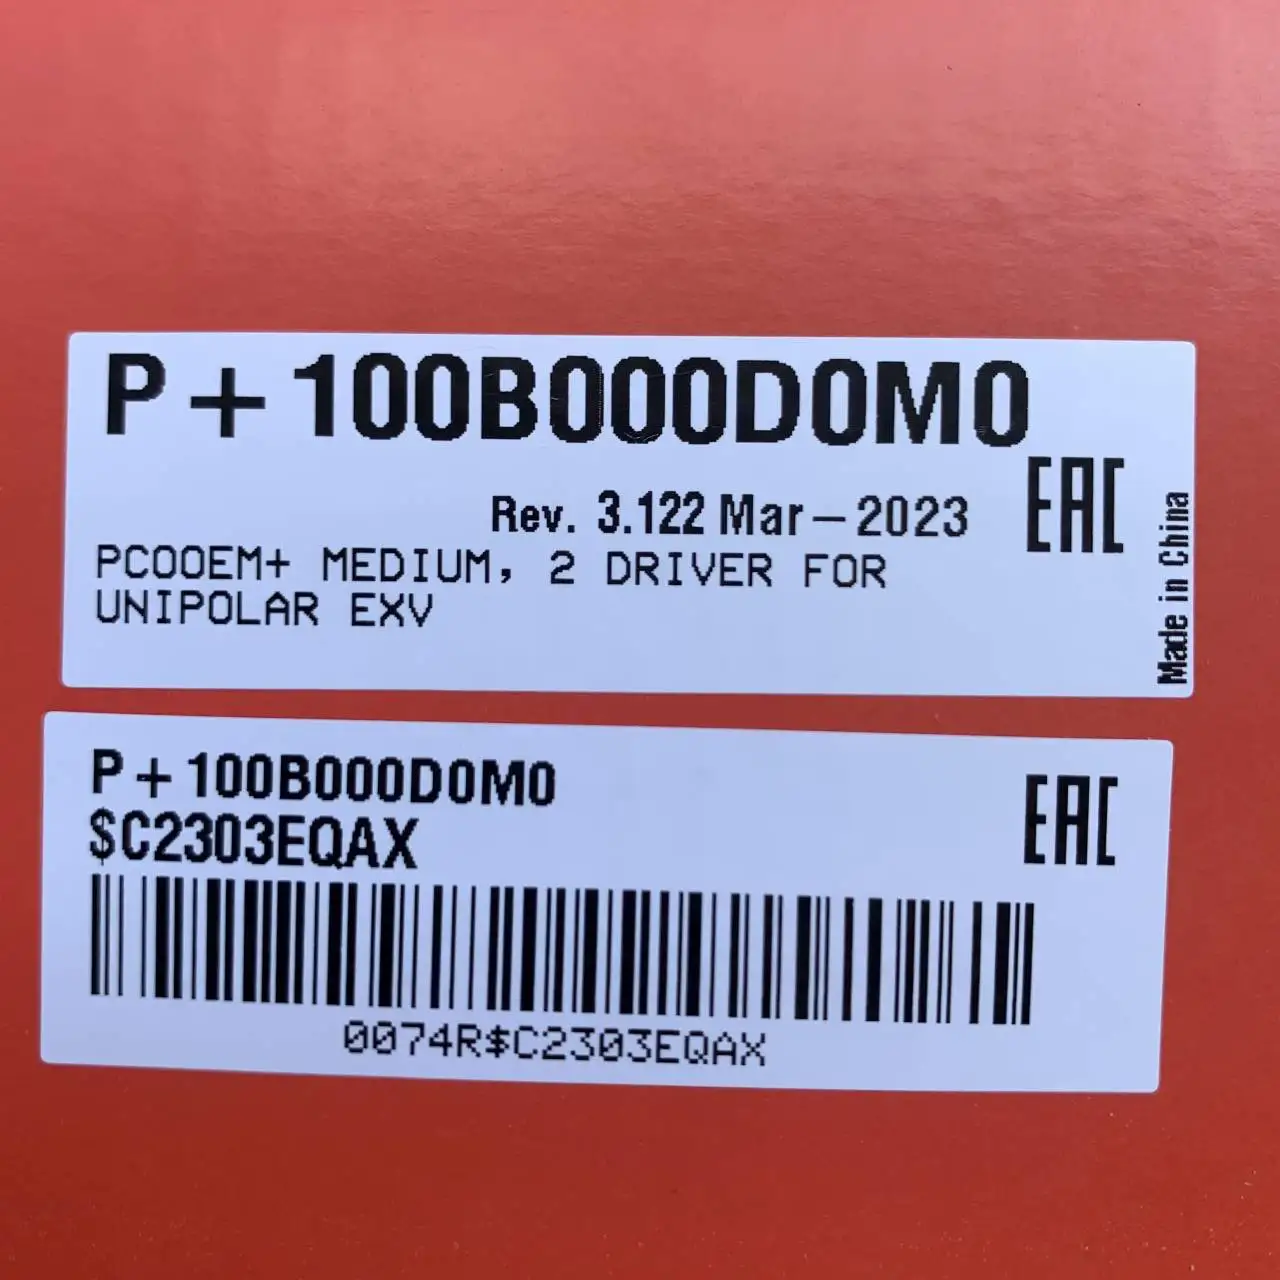 P+100B000D0M0
Rev. 3.122 Mar-2023
EAC
PCOOEM+ MEDIUM, 2 DRIVER FOR
UNIPOLAR EXV
Made in China
P+100B000D0M0
EAC
$C2303EQAX
0074R$C2303EQAX